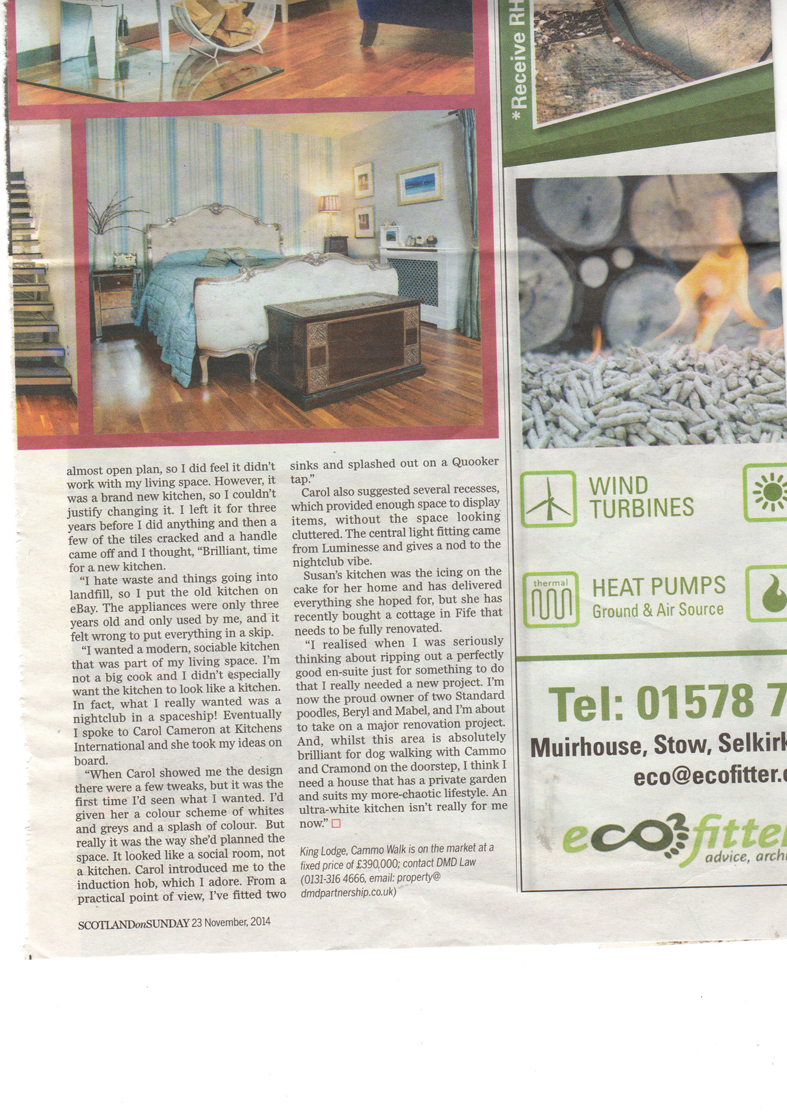 almost open plan, so I did feel it didn't
work with my living space. However, it
was a brand new kitchen, so I couldn't
justify changing it. I left it for three
years before I did anything and then a
few of the tiles cracked and a handle
came off and I thought, “Brilliant, time
for a new kitchen.
“I hate waste and things going into
landfill, so I put the old kitchen on
eBay. The appliances were only three
years old and only used by me, and it
felt wrong to put everything in a skip.
“I wanted a modern, sociable kitchen
that was part of my living space. I'm
not a big cook and I didn't especially
want the kitchen to look like a kitchen.
In fact, what I really wanted was a
nightclub in a spaceship! Eventually
I spoke to Carol Cameron at Kitchens
International and she took my ideas on
board.
“When Carol showed me the design
there were a few tweaks, but it was the
first time I'd seen what I wanted. I'd
given her a colour scheme of whites
and greys and a splash of colour. But
really it was the way she'd planned the
space. It looked like a social room, not
a kitchen. Carol introduced me to the
induction hob, which I adore. From a
practical point of view, I've fitted two
sinks and splashed out on a Quooker
tap.”
Carol also suggested several recesses,
which provided enough space to display
items, without the space looking
cluttered. The central light fitting came
from Luminesse and gives a nod to the
nightclub vibe.
Susan's kitchen was the icing on the
cake for her home and has delivered
everything she hoped for, but she has
recently bought a cottage in Fife that
needs to be fully renovated.
“I realised when I was seriously
thinking about ripping out a perfectly
good en-suite just for something to do
that I really needed a new project. I'm
now the proud owner of two Standard
poodles, Beryl and Mabel, and I'm about
to take on a major renovation project.
And, whilst this area is absolutely
brilliant for dog walking with Cammo
and Cramond on the doorstep, I think I
need a house that has a private garden
and suits my more-chaotic lifestyle. An
ultra-white kitchen isn't really for me
now.”
King Lodge, Cammo Walk is on the market at a
fixed price of £390,000; contact DMD Law
(0131-316 4666, email: property@
dmdpartnership.co.uk)
SCOTLANDonSUNDAY 23 November, 2014
*Receive RH
WIND
TURBINES
thermal
HEAT PUMPS
Ground & Air Source
Tel: 01578 7
Muirhouse, Stow, Selkirk
eco@ecofitter.c
eco fitte
advice, archi